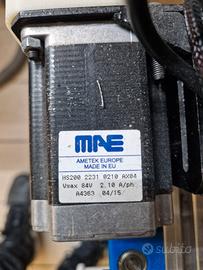 MAE
AMETEK EUROPE
MADE IN EU
HS200 2231 0210 AX04
Vmax 84V 2.10 A/ph
A4363 04/15
subito